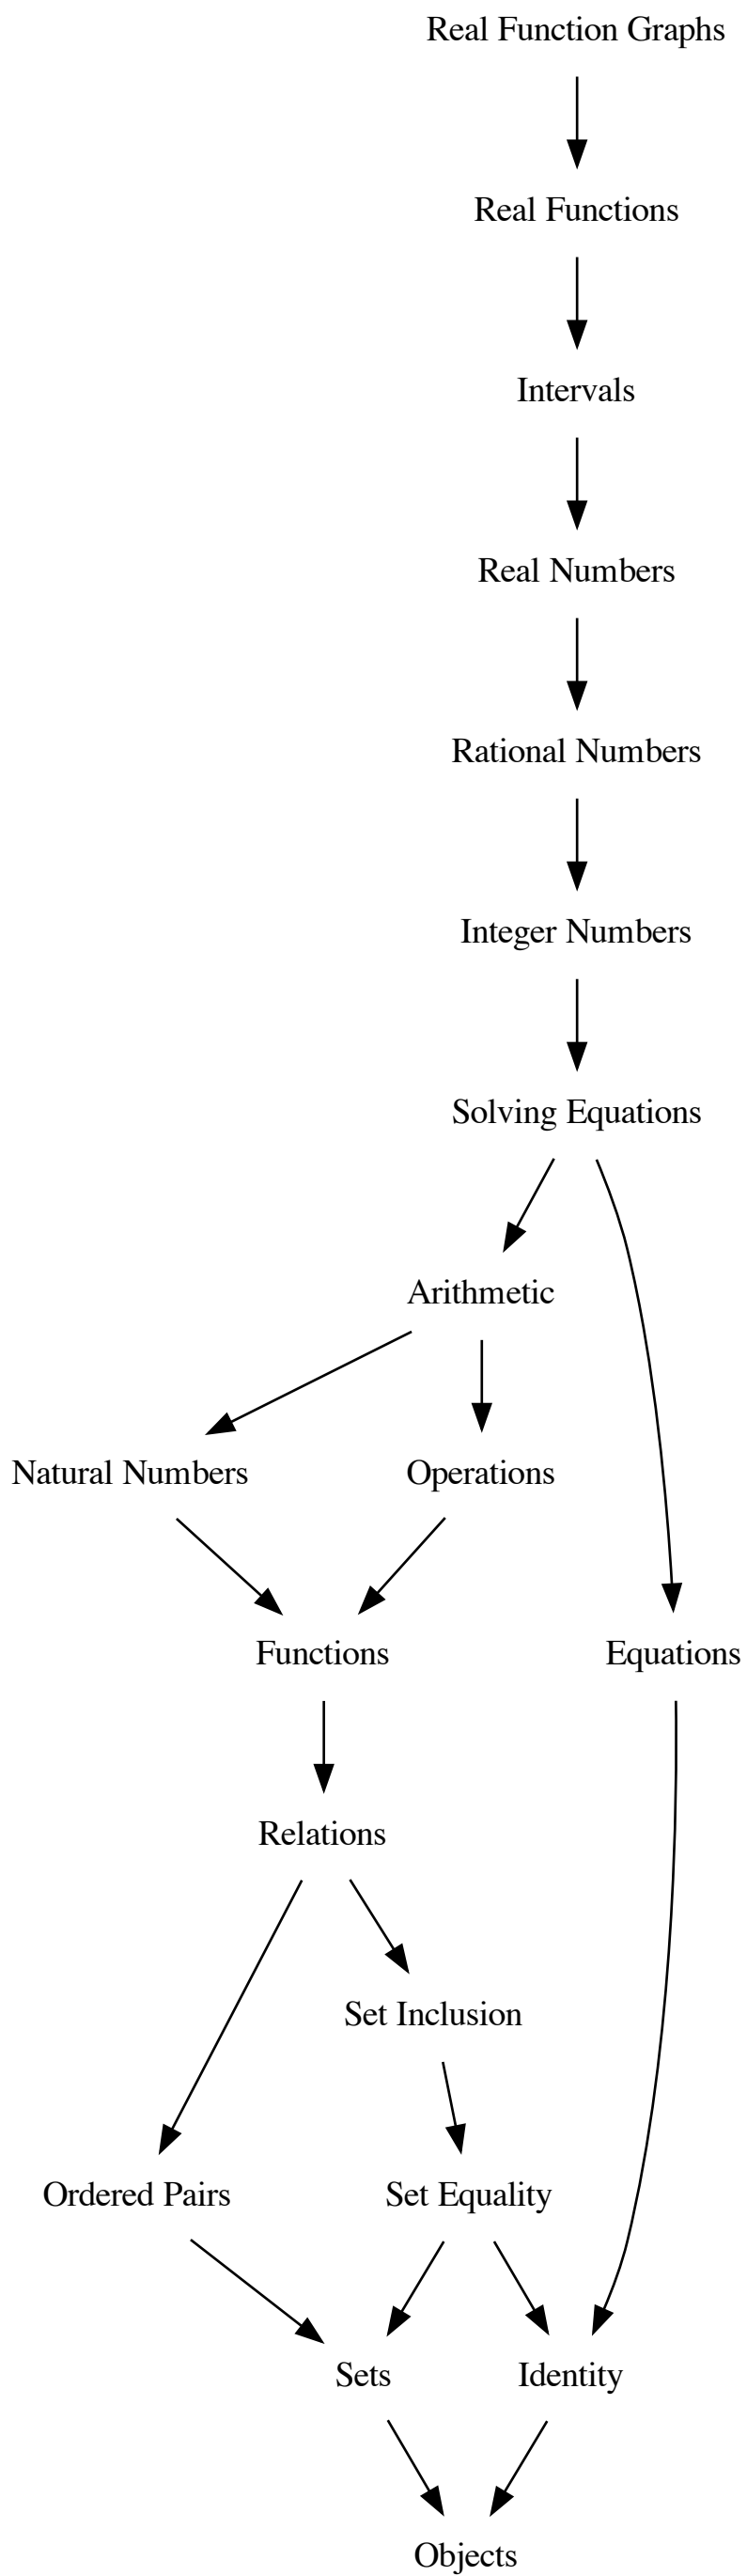 Real Function Graphs
Real Functions
Intervals
Real Numbers
Rational Numbers
Integer Numbers
Solving Equations
Arithmetic
Natural Numbers
Operations
Functions
Equations
Relations
Set Inclusion
Ordered Pairs
Set Equality
Sets
Identity
Objects